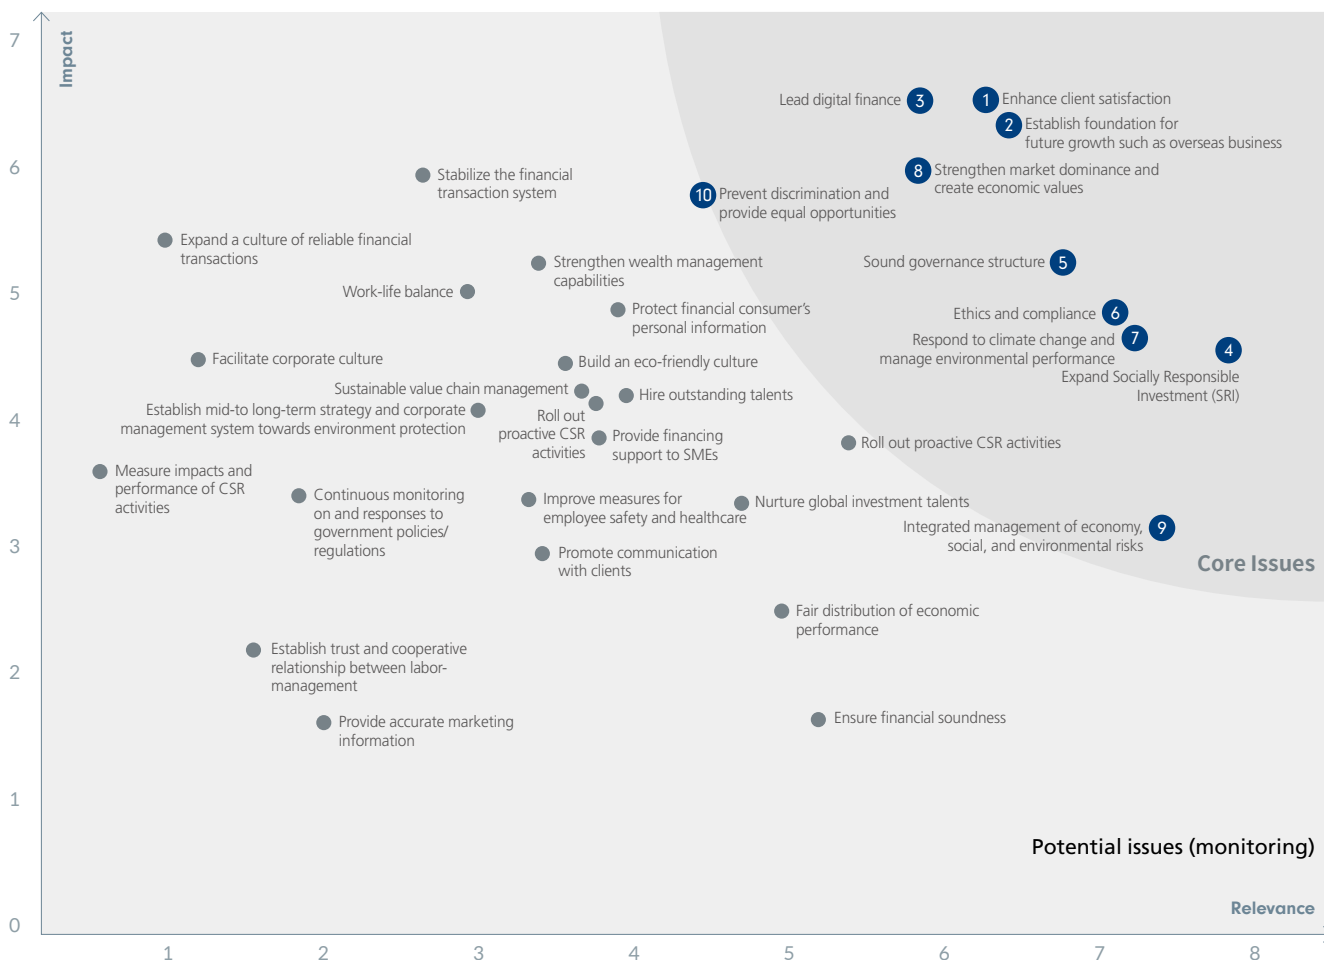 7
Impact
Lead digital finance
3
1
Enhance client satisfaction
2
Establish foundation for
future growth such as overseas business
6
Stabilize the financial
transaction system
8
Strengthen market dominance and
create economic values
10
Prevent discrimination and
provide equal opportunities
Expand a culture of reliable financial
transactions
Strengthen wealth management
capabilities
Sound governance structure
5
5
Work-life balance
Protect financial consumer's
personal information
Ethics and compliance
6
Respond to climate change and
manage environmental performance
7
4
Expand Socially Responsible
Investment (SRI)
Facilitate corporate culture
Build an eco-friendly culture
Sustainable value chain management
Hire outstanding talents
4
Establish mid-to long-term strategy and corporate
management system towards environment protection
Roll out
proactive CSR
activities
Provide financing
support to SMEs
Roll out proactive CSR activities
Measure impacts and
performance of CSR
activities
Continuous monitoring
on and responses to
government policies/
regulations
Improve measures for
employee safety and healthcare
Nurture global investment talents
3
Integrated management of economy,
social, and environmental risks
9
Promote communication
with clients
Core Issues
Fair distribution of economic
performance
2
Establish trust and cooperative
relationship between labor-
management
Provide accurate marketing
information
Ensure financial soundness
1
Potential issues (monitoring)
Relevance
0
1 2 3 4 5 6 7 8